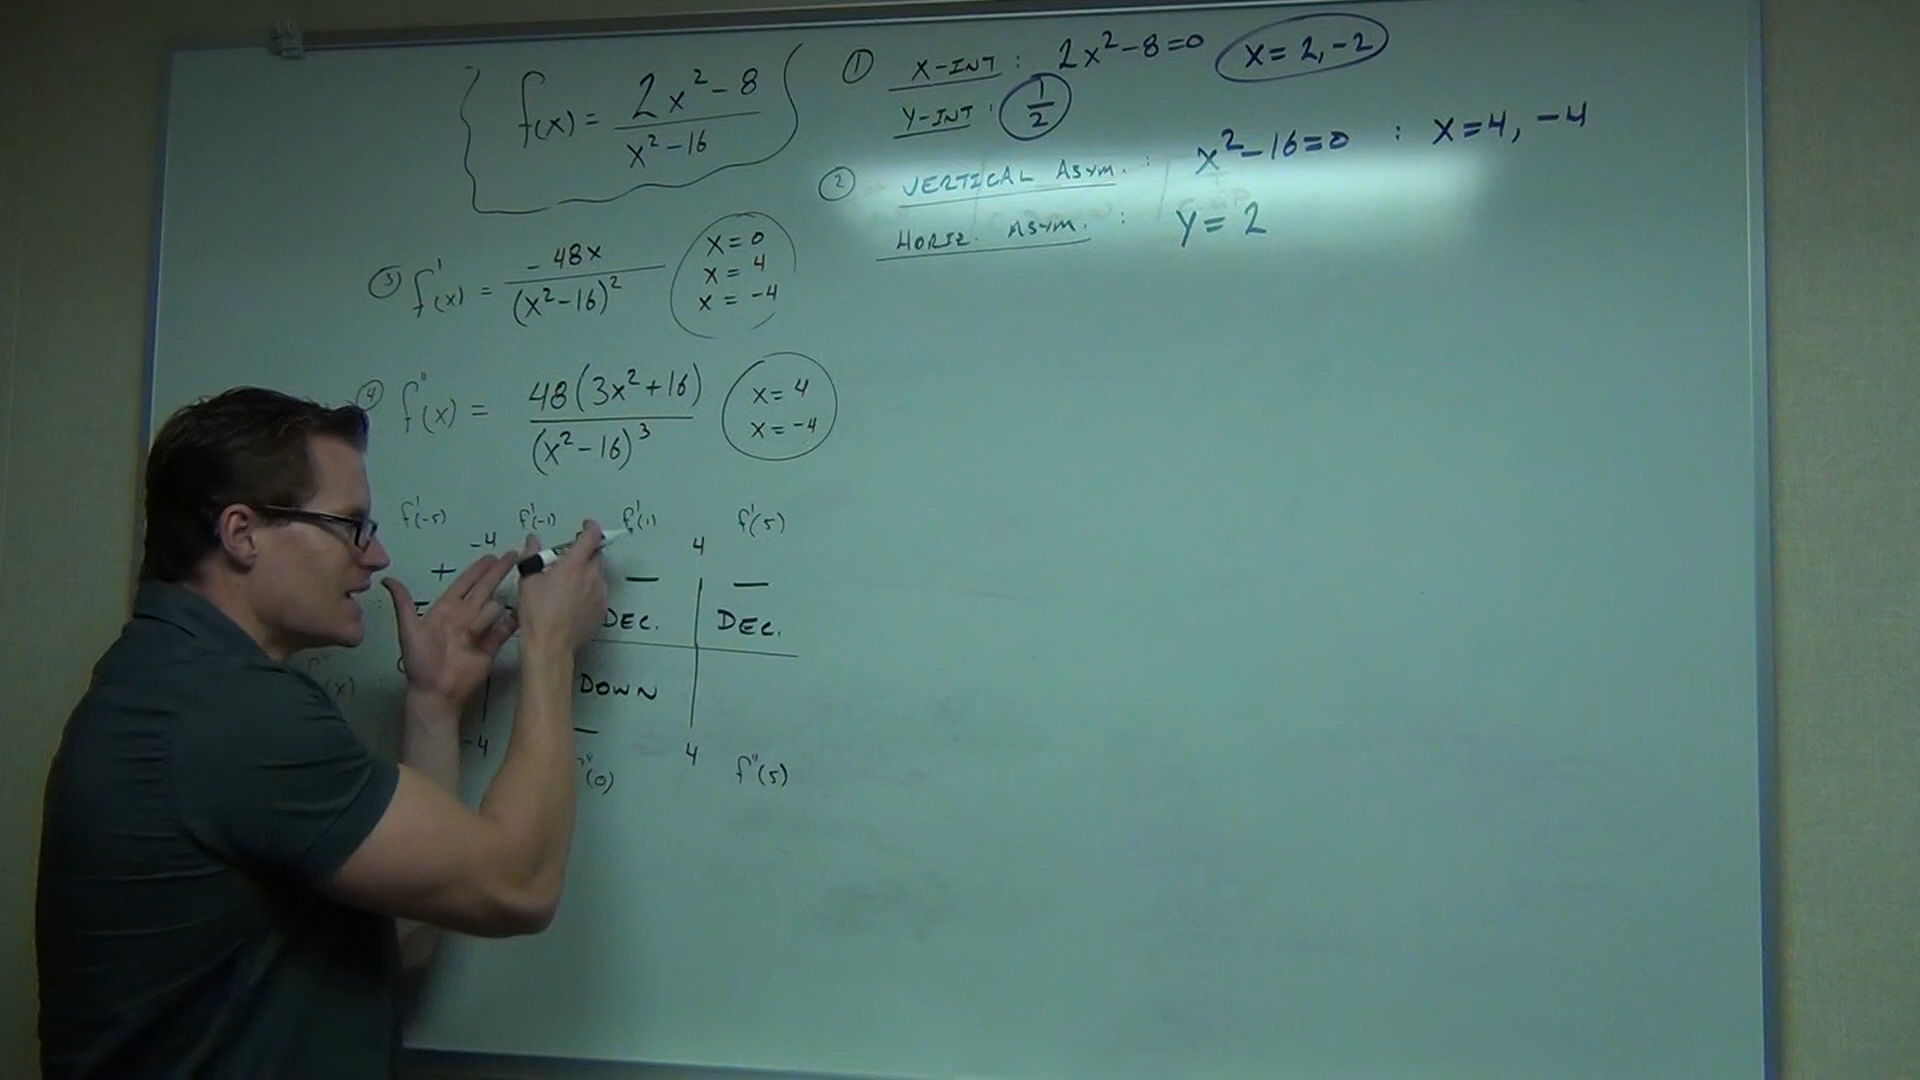 f(x) = 2x² - 8 / x² - 16
① X-INT : 2x² - 8 = 0 X = 2, -2
Y-INT : 1/2
② VERTICAL ASYM. : x² - 16 = 0 : X = 4, -4
HORIZ. ASYM. : Y = 2
③ f'(x) = -48x / (x² - 16)² X = 0
X = 4
X = -4
④ f''(x) = 48(3x² + 16) / (x² - 16)³ X = 4
X = -4
f'(-5) f'(-1) f'(1) f'(5)
-4 4
+ — —
DEC. DEC.
DOWN
—
-4 4
(0) f''(5)